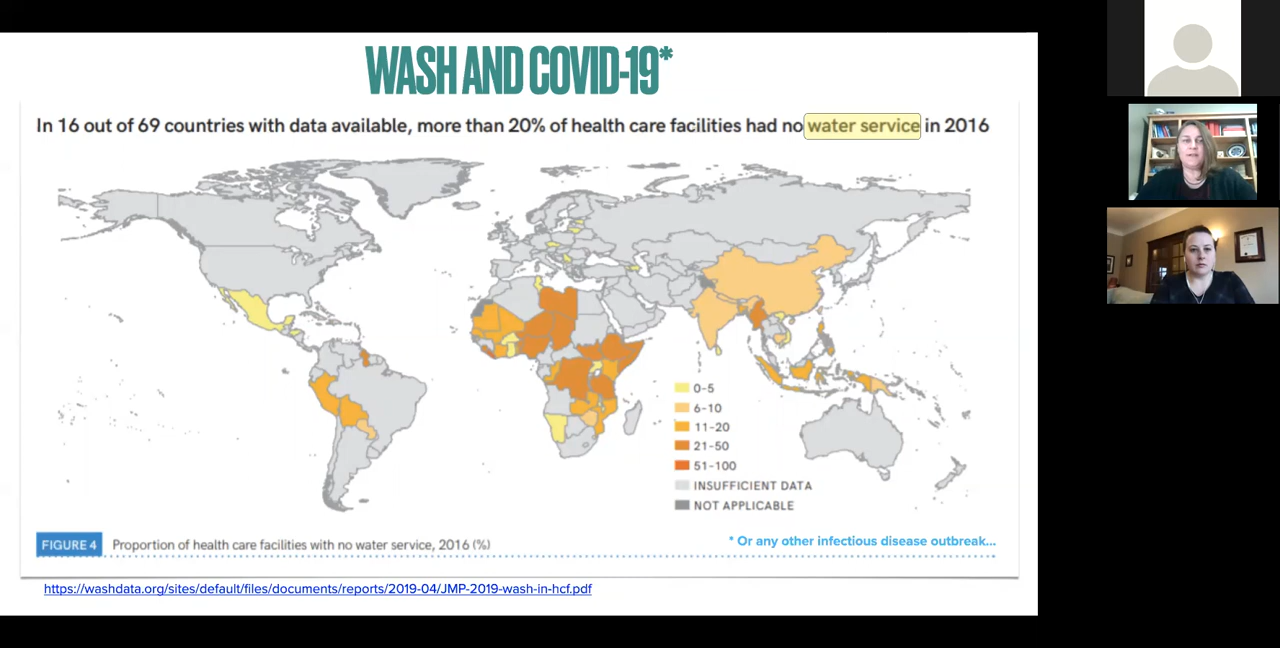 WASH AND COVID-19*
In 16 out of 69 countries with data available, more than 20% of health care facilities had no water service in 2016
0-5
6-10
11-20
21-50
51-100
INSUFFICIENT DATA
NOT APPLICABLE
FIGURE 4 Proportion of health care facilities with no water service, 2016 (%)
* Or any other infectious disease outbreak...
https://washdata.org/sites/default/files/documents/reports/2019-04/JMP-2019-wash-in-hcf.pdf